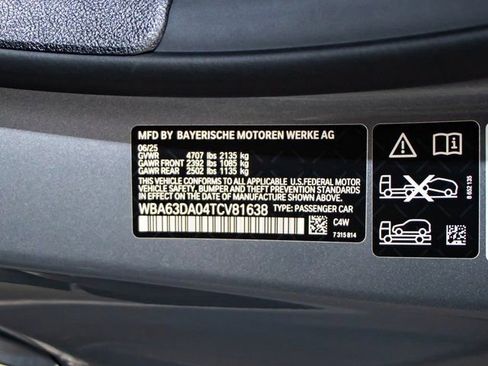 MFD BY BAYERISCHE MOTOREN WERKE AG
06/25
GVWR 4707 lbs 2135 kg
GAWR FRONT 2392 lbs 1085 kg
GAWR REAR 2502 lbs 1135 kg
THIS VEHICLE CONFORMS TO ALL APPLICABLE U.S.FEDERAL MOTOR
VEHICLE SAFETY, BUMPER AND THEFT PREVENTION STANDARDS
IN EFFECT ON THE DATE OF MANUFACTURE SHOWN ABOVE.
WBA63DA04TCV81638 TYPE: PASSENGER CAR
C4W
7 315 814
8 652 135